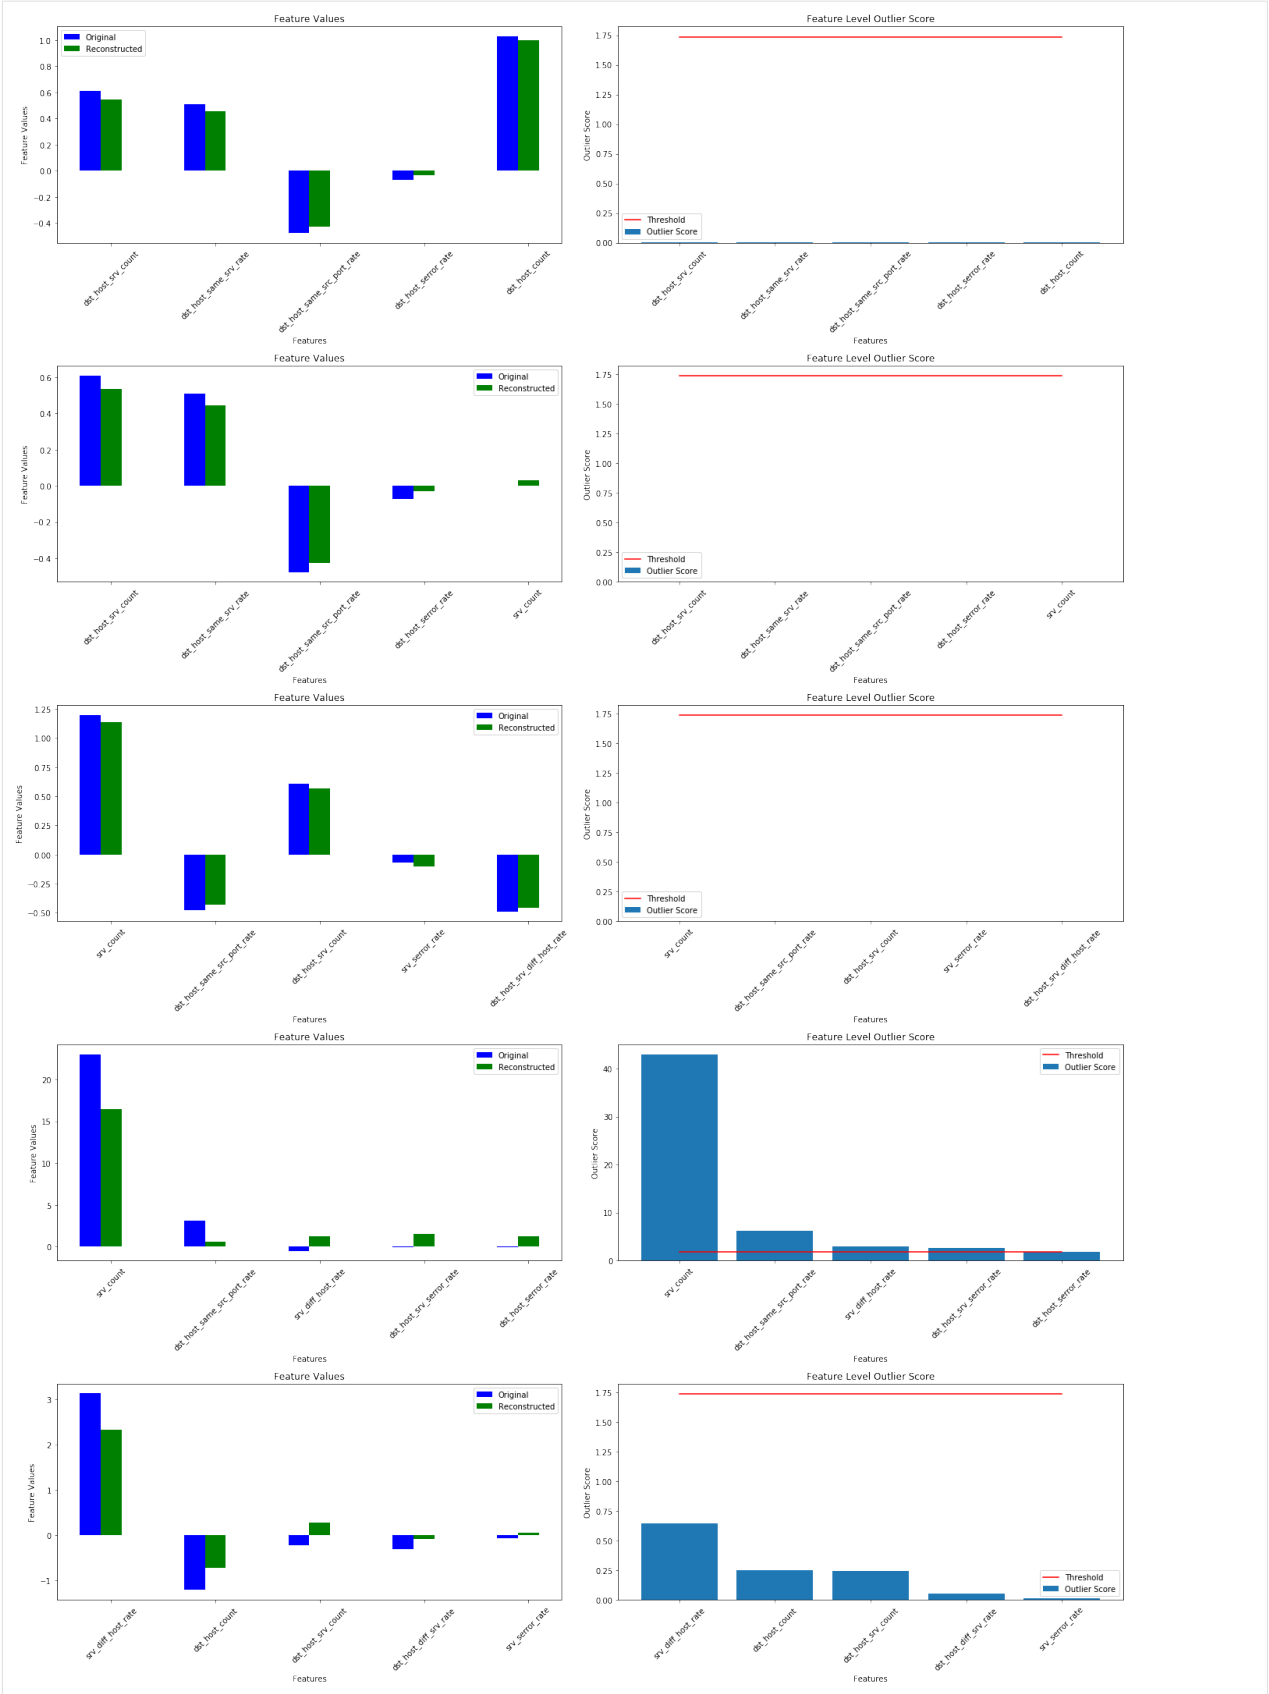 Feature Values
Original
Reconstructed
1.0
0.8
0.6
0.4
0.2
0.0
−0.2
−0.4
Feature Values
dst_host_srv_count
dst_host_same_srv_rate
dst_host_same_src_port_rate
dst_host_serror_rate
dst_host_count
Features
Feature Level Outlier Score
1.75
1.50
1.25
1.00
0.75
0.50
0.25
0.00
Outlier Score
Threshold
Outlier Score
dst_host_srv_count
dst_host_same_srv_rate
dst_host_same_src_port_rate
dst_host_serror_rate
dst_host_count
Features
Feature Values
Original
Reconstructed
0.6
0.4
0.2
0.0
−0.2
−0.4
Feature Values
dst_host_srv_count
dst_host_same_srv_rate
dst_host_same_src_port_rate
dst_host_serror_rate
srv_count
Features
Feature Level Outlier Score
1.75
1.50
1.25
1.00
0.75
0.50
0.25
0.00
Outlier Score
Threshold
Outlier Score
dst_host_srv_count
dst_host_same_srv_rate
dst_host_same_src_port_rate
dst_host_serror_rate
srv_count
Features
Feature Values
Original
Reconstructed
1.25
1.00
0.75
0.50
0.25
0.00
−0.25
−0.50
Feature Values
srv_count
dst_host_same_src_port_rate
dst_host_srv_count
srv_serror_rate
dst_host_srv_diff_host_rate
Features
Feature Level Outlier Score
1.75
1.50
1.25
1.00
0.75
0.50
0.25
0.00
Outlier Score
Threshold
Outlier Score
srv_count
dst_host_same_src_port_rate
dst_host_srv_count
srv_serror_rate
dst_host_srv_diff_host_rate
Features
Feature Values
Original
Reconstructed
20
15
10
5
0
Feature Values
srv_count
dst_host_same_src_port_rate
srv_diff_host_rate
dst_host_srv_serror_rate
dst_host_serror_rate
Features
Feature Level Outlier Score
Threshold
Outlier Score
40
30
20
10
0
Outlier Score
srv_count
dst_host_same_src_port_rate
srv_diff_host_rate
dst_host_srv_serror_rate
dst_host_serror_rate
Features
Feature Values
Original
Reconstructed
3
2
1
0
−1
Feature Values
srv_diff_host_rate
dst_host_count
dst_host_srv_count
dst_host_diff_srv_rate
srv_serror_rate
Features
Feature Level Outlier Score
1.75
1.50
1.25
1.00
0.75
0.50
0.25
0.00
Outlier Score
Threshold
Outlier Score
srv_diff_host_rate
dst_host_count
dst_host_srv_count
dst_host_diff_srv_rate
srv_serror_rate
Features